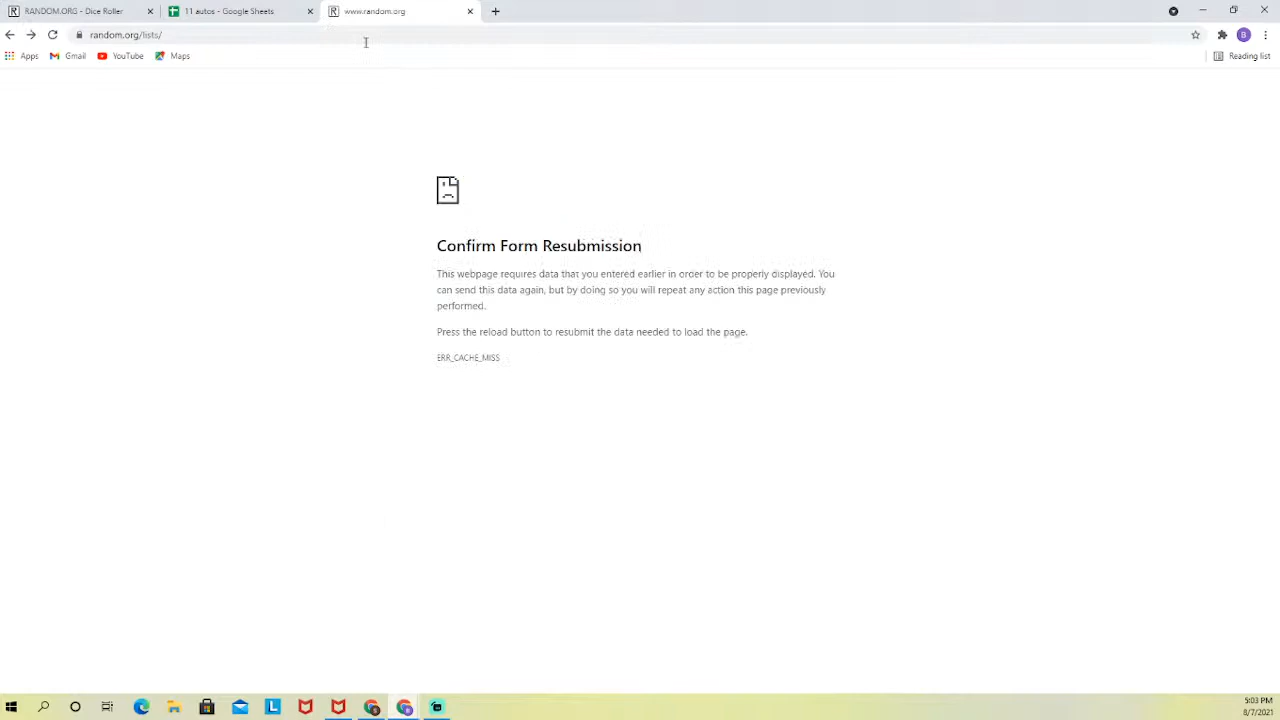 RANDOM.ORG - Dice Roller
11 autos - Google Sheets
www.random.org
random.org/lists/
Apps
Gmail
YouTube
Maps
B
Reading list
Confirm Form Resubmission
This webpage requires data that you entered earlier in order to be properly displayed. You
can send this data again, but by doing so you will repeat any action this page previously
performed.
Press the reload button to resubmit the data needed to load the page.
ERR_CACHE_MISS
5:03 PM
8/7/2021